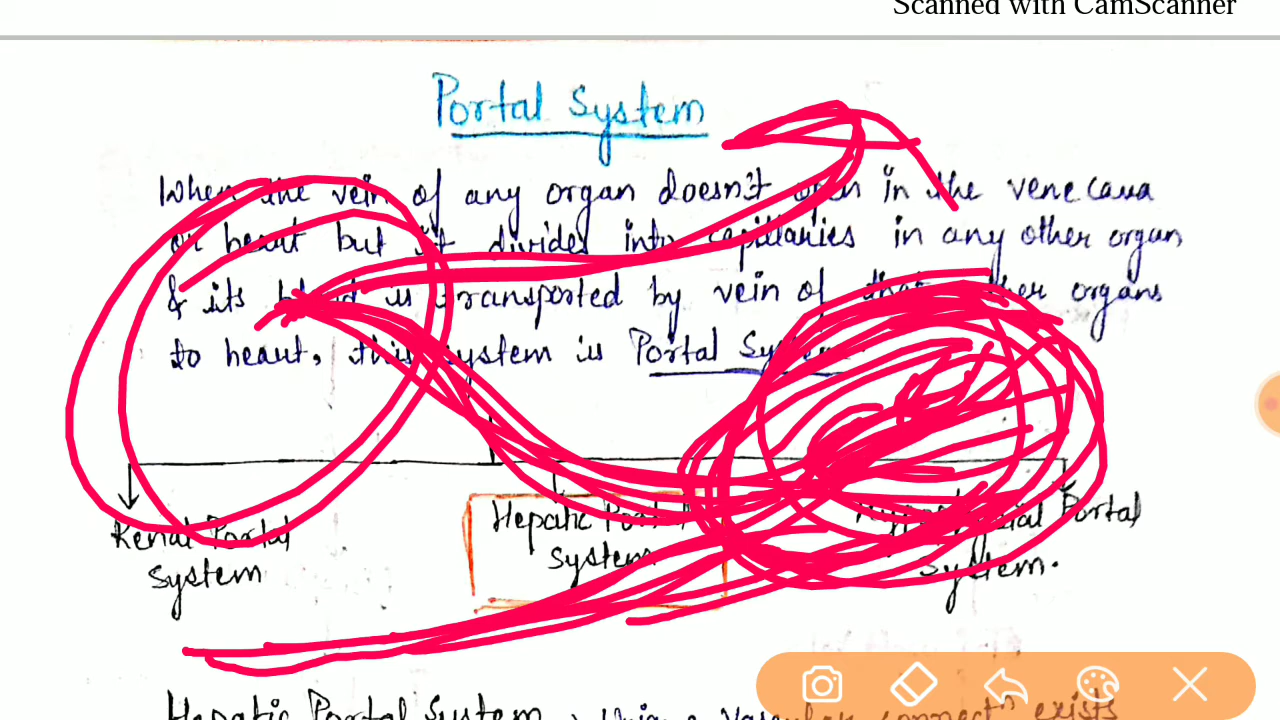 Scanned with CamScanner
Portal System
When the vein of any organ doesn't open in the vene cava
or heart but it divides into capillaries in any other organ
& its blood is transported by vein of that other organs
to heart, this system is Portal System.
Renal Portal
System
Hepatic Portal
System
Portal
System.
Hepatic Portal System
exists